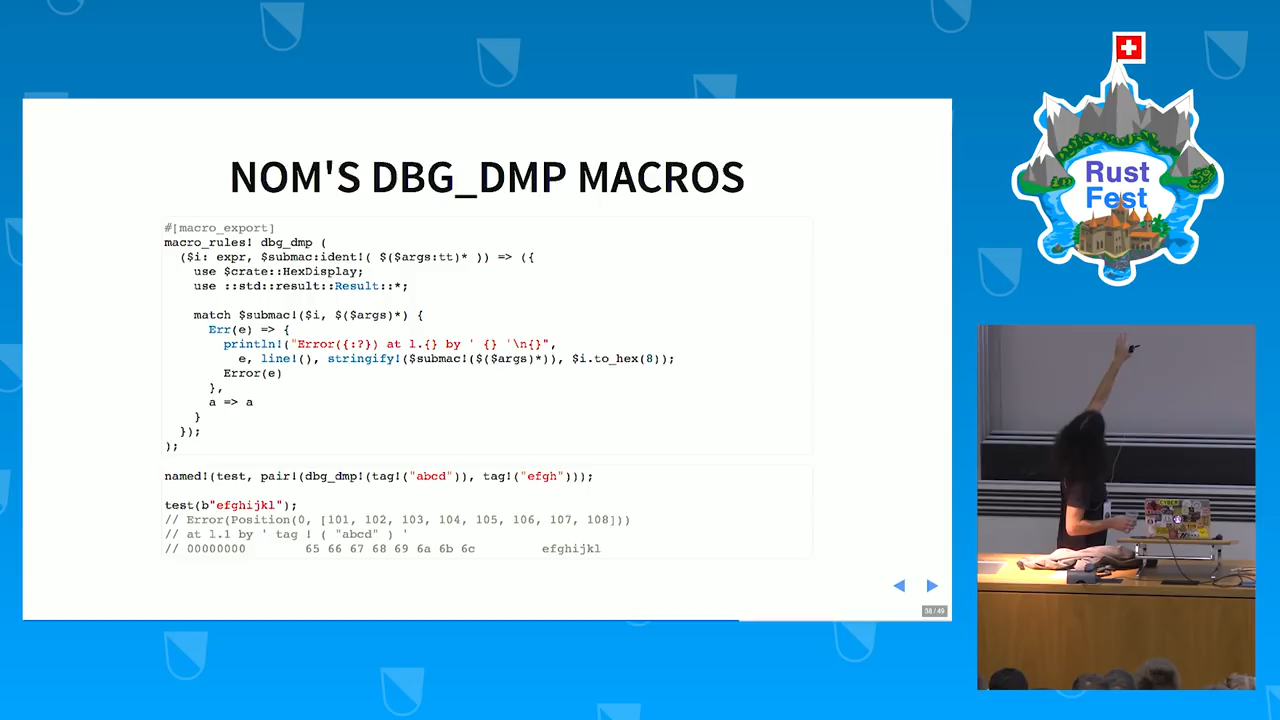 NOM'S DBG_DMP MACROS
#[macro_export]
macro_rules! dbg_dmp (
($i: expr, $submac:ident!( $($args:tt)* )) => ({
use $crate::HexDisplay;
use ::std::result::Result::*;
match $submac!($i, $($args)*) {
Err(e) => {
println!("Error({:?}) at l.{} by ' {} '\n{}",
e, line!(), stringify!($submac!($($args)*)), $i.to_hex(8));
Error(e)
},
a => a
}
});
);
named!(test, pair!(dbg_dmp!(tag!("abcd")), tag!("efgh")));
test(b"efghijkl");
// Error(Position(0, [101, 102, 103, 104, 105, 106, 107, 108]))
// at l.1 by ' tag ! ( "abcd" ) '
// 00000000 65 66 67 68 69 6a 6b 6c efghijkl
38 / 49
Rust
Fest
CYBER